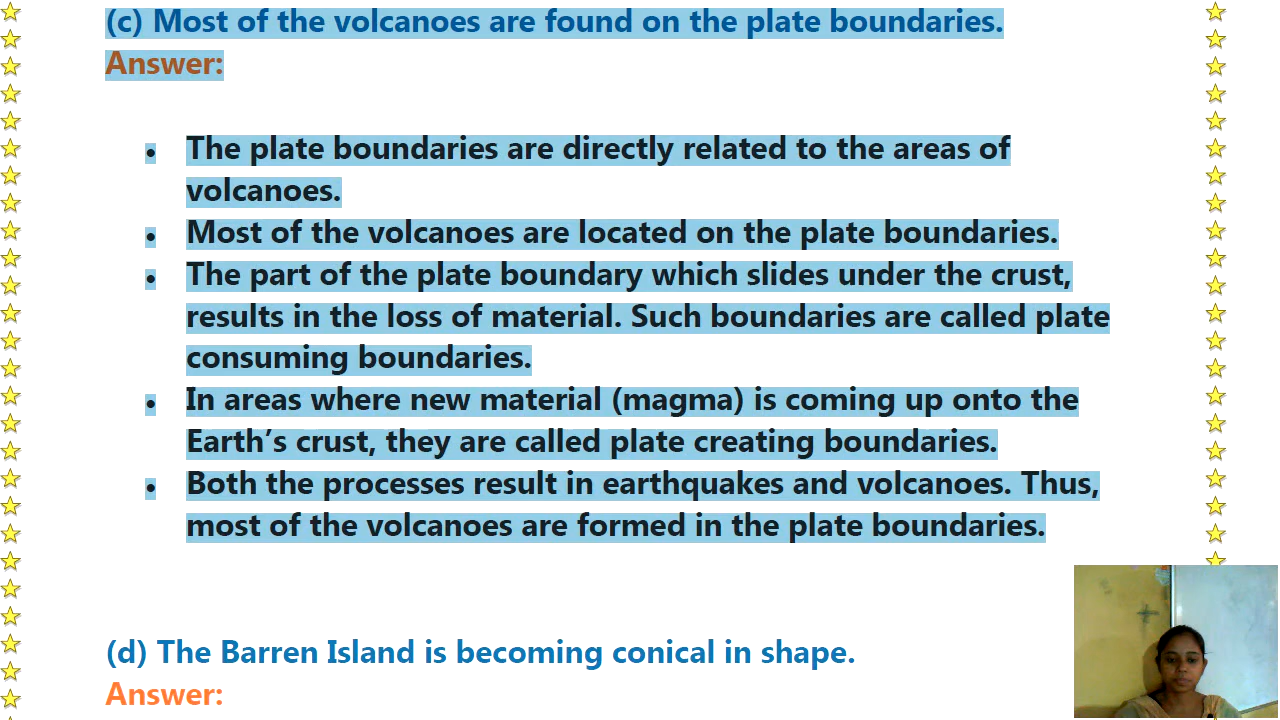 (c) Most of the volcanoes are found on the plate boundaries.
Answer:
• The plate boundaries are directly related to the areas of
volcanoes.
• Most of the volcanoes are located on the plate boundaries.
• The part of the plate boundary which slides under the crust,
results in the loss of material. Such boundaries are called plate
consuming boundaries.
• In areas where new material (magma) is coming up onto the
Earth’s crust, they are called plate creating boundaries.
• Both the processes result in earthquakes and volcanoes. Thus,
most of the volcanoes are formed in the plate boundaries.
(d) The Barren Island is becoming conical in shape.
Answer: